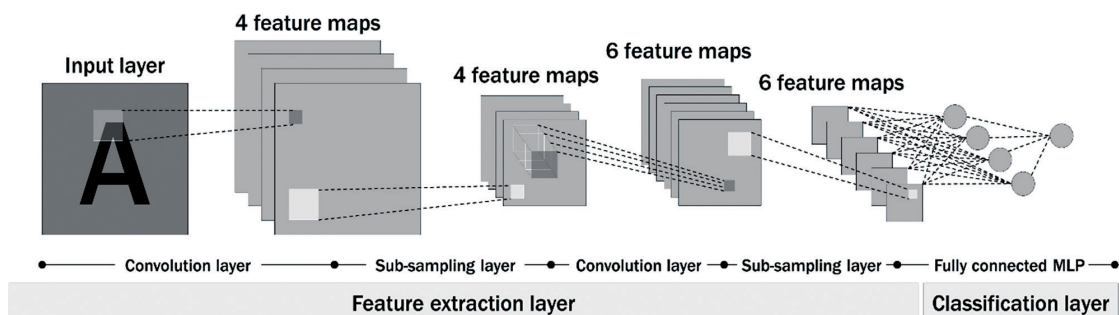 4 feature maps
Input layer
A
4 feature maps
6 feature maps
6 feature maps
Convolution layer Sub-sampling layer Convolution layer Sub-sampling layer Fully connected MLP
Feature extraction layer Classification layer